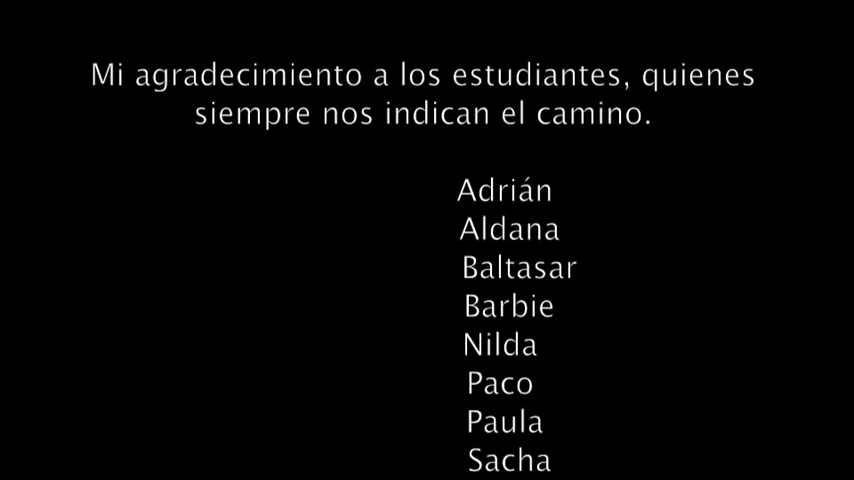 Mi agradecimiento a los estudiantes, quienes
siempre nos indican el camino.
Adrián
Aldana
Baltasar
Barbie
Nilda
Paco
Paula
Sacha